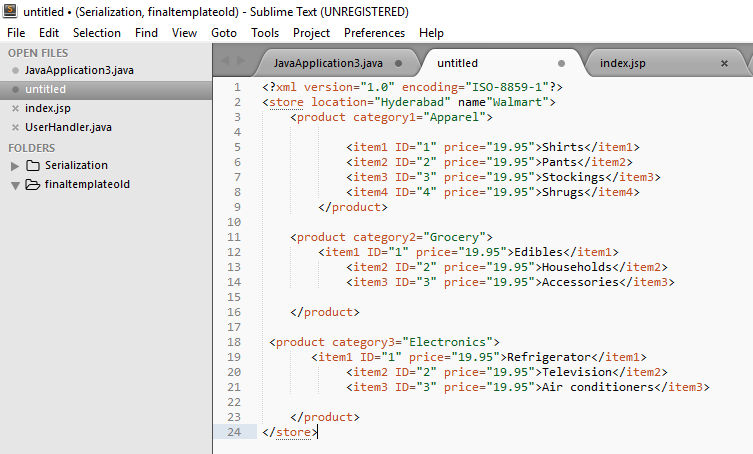 untitled • (Serialization, finaltemplateold) - Sublime Text (UNREGISTERED)
File Edit Selection Find View Goto Tools Project Preferences Help
OPEN FILES
JavaApplication3.java
untitled
index.jsp
UserHandler.java
FOLDERS
Serialization
finaltemplateold
JavaApplication3.java untitled index.jsp
1 <?xml version="1.0" encoding="ISO-8859-1"?>
2 <store location="Hyderabad" name"Walmart">
3 <product category1="Apparel">
4
5 <item1 ID="1" price="19.95">Shirts</item1>
6 <item2 ID="2" price="19.95">Pants</item2>
7 <item3 ID="3" price="19.95">Stockings</item3>
8 <item4 ID="4" price="19.95">Shrugs</item4>
9 </product>
10
11 <product category2="Grocery">
12 <item1 ID="1" price="19.95">Edibles</item1>
13 <item2 ID="2" price="19.95">Households</item2>
14 <item3 ID="3" price="19.95">Accessories</item3>
15
16 </product>
17
18 <product category3="Electronics">
19 <item1 ID="1" price="19.95">Refrigerator</item1>
20 <item2 ID="2" price="19.95">Television</item2>
21 <item3 ID="3" price="19.95">Air conditioners</item3>
22
23 </product>
24 </store>